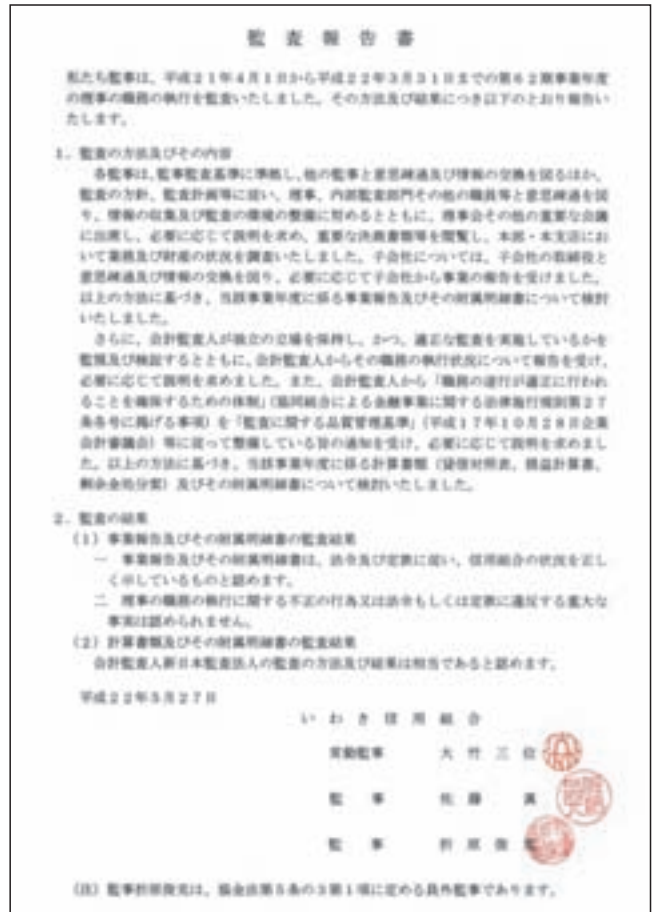 監査報告書
私たち監事は、平成21年4月1日から平成22年3月31日までの第62期事業年度
の理事の職務の執行を監査いたしました。その方法及び結果につき以下のとおり報告い
たします。
1. 監査の方法及びその内容
各監事は、監事監査基準に準拠し、他の監事と意思疎通及び情報の交換を図るほか、
監査の方針、監査計画等に従い、理事、内部監査部門その他の職員等と意思疎通を図
り、情報の収集及び監査の環境の整備に努めるとともに、理事会その他の重要な会議
に出席し、必要に応じて説明を求め、重要な決裁書類等を閲覧し、本部・本支店にお
いて業務及び財産の状況を調査いたしました。子会社については、子会社の取締役と
意思疎通及び情報の交換を図り、必要に応じて子会社から事業の報告を受けました。
以上の方法に基づき、当該事業年度に係る事業報告及びその附属明細書について検討
いたしました。
さらに、会計監査人が独立の立場を保持し、かつ、適正な監査を実施しているかを
監視及び検証するとともに、会計監査人からその職務の執行状況について報告を受け、
必要に応じて説明を求めました。また、会計監査人から「職務の遂行が適正に行われ
ることを確保するための体制」(協同組合による金融事業に関する法律施行規則第27
条各号に掲げる事項)を「監査に関する品質管理基準」(平成17年10月28日企業
会計審議会)等に従って整備している旨の通知を受け、必要に応じて説明を求めまし
た。以上の方法に基づき、当該事業年度に係る計算書類(貸借対照表、損益計算書、
剰余金処分案)及びその附属明細書について検討いたしました。
2. 監査の結果
(1)事業報告及びその附属明細書の監査結果
一 事業報告及びその附属明細書は、法令及び定款に従い、信用組合の状況を正し
く示しているものと認めます。
二 理事の職務の執行に関する不正の行為又は法令もしくは定款に違反する重大な
事実は認められません。
(2)計算書類及びその附属明細書の監査結果
会計監査人新日本監査法人の監査の方法及び結果は相当であると認めます。
平成22年5月27日
いわき信用組合
常勤監事 大竹三
監事 佐藤
監事 折原俊
(注)監事折原俊は、協金法第5条の3第1項に定める員外監事であります。